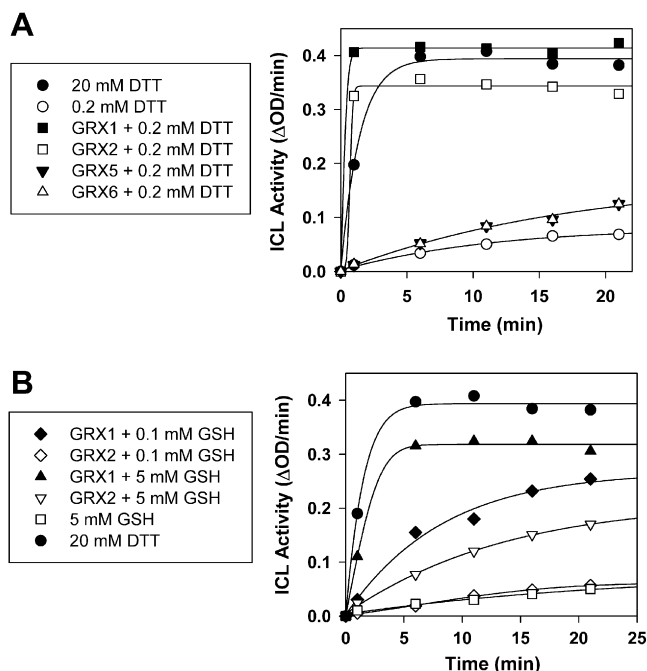 A
20 mM DTT
0.2 mM DTT
GRX1 + 0.2 mM DTT
GRX2 + 0.2 mM DTT
GRX5 + 0.2 mM DTT
GRX6 + 0.2 mM DTT
ICL Activity (ΔOD/min)
0.4
0.3
0.2
0.1
0.0
0 5 10 15 20
Time (min)
B
GRX1 + 0.1 mM GSH
GRX2 + 0.1 mM GSH
GRX1 + 5 mM GSH
GRX2 + 5 mM GSH
5 mM GSH
20 mM DTT
ICL Activity (ΔOD/min)
0.4
0.3
0.2
0.1
0.0
0 5 10 15 20 25
Time (min)